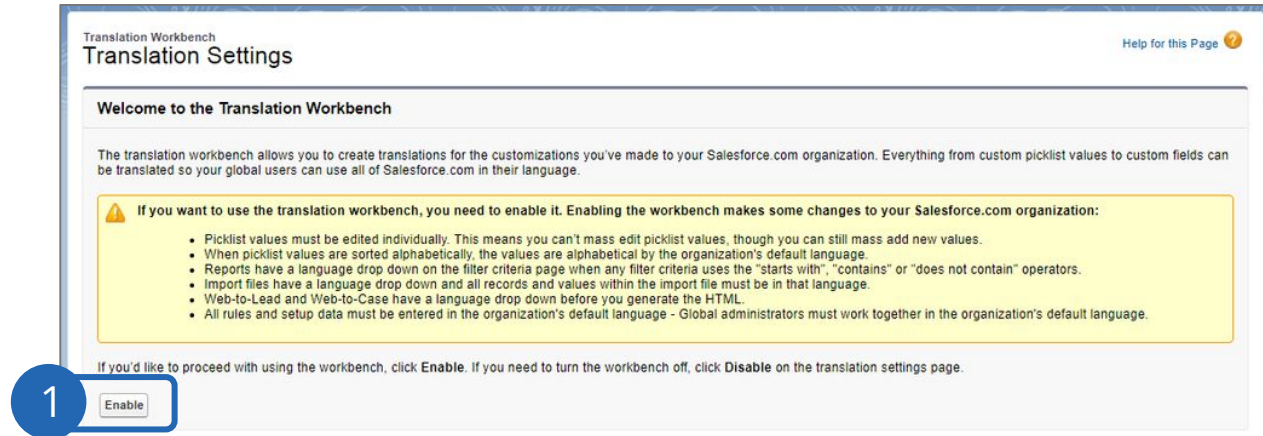 Translation Workbench
Translation Settings
Help for this Page ?
Welcome to the Translation Workbench
The translation workbench allows you to create translations for the customizations you've made to your Salesforce.com organization. Everything from custom picklist values to custom fields can
be translated so your global users can use all of Salesforce.com in their language.
If you want to use the translation workbench, you need to enable it. Enabling the workbench makes some changes to your Salesforce.com organization:
• Picklist values must be edited individually. This means you can't mass edit picklist values, though you can still mass add new values.
• When picklist values are sorted alphabetically, the values are alphabetical by the organization's default language.
• Reports have a language drop down on the filter criteria page when any filter criteria uses the "starts with", "contains" or "does not contain" operators.
• Import files have a language drop down and all records and values within the import file must be in that language.
• Web-to-Lead and Web-to-Case have a language drop down before you generate the HTML.
• All rules and setup data must be entered in the organization's default language - Global administrators must work together in the organization's default language.
If you'd like to proceed with using the workbench, click Enable. If you need to turn the workbench off, click Disable on the translation settings page.
1
Enable